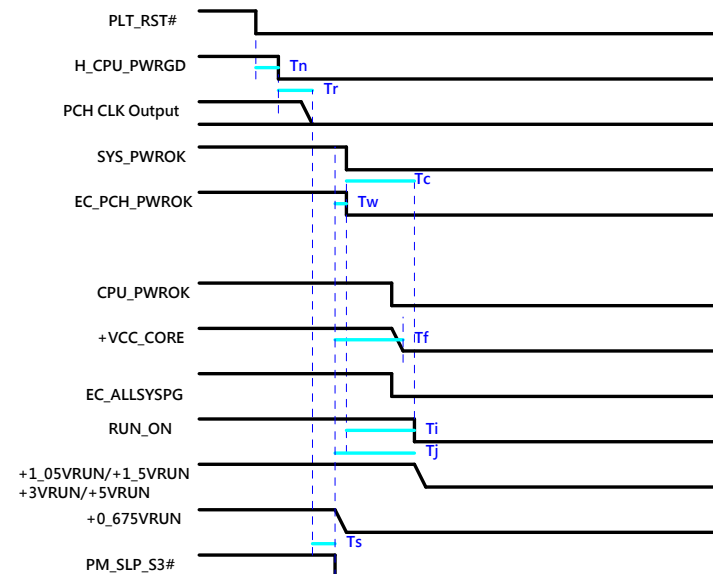 PLT_RST#
H_CPU_PWRGD
Tn
Tr
PCH CLK Output
SYS_PWROK
Tc
EC_PCH_PWROK
Tw
CPU_PWROK
+VCC_CORE
Tf
EC_ALLSYSPG
RUN_ON
Ti
Tj
+1_05VRUN/+1_5VRUN
+3VRUN/+5VRUN
+0_675VRUN
Ts
PM_SLP_S3#